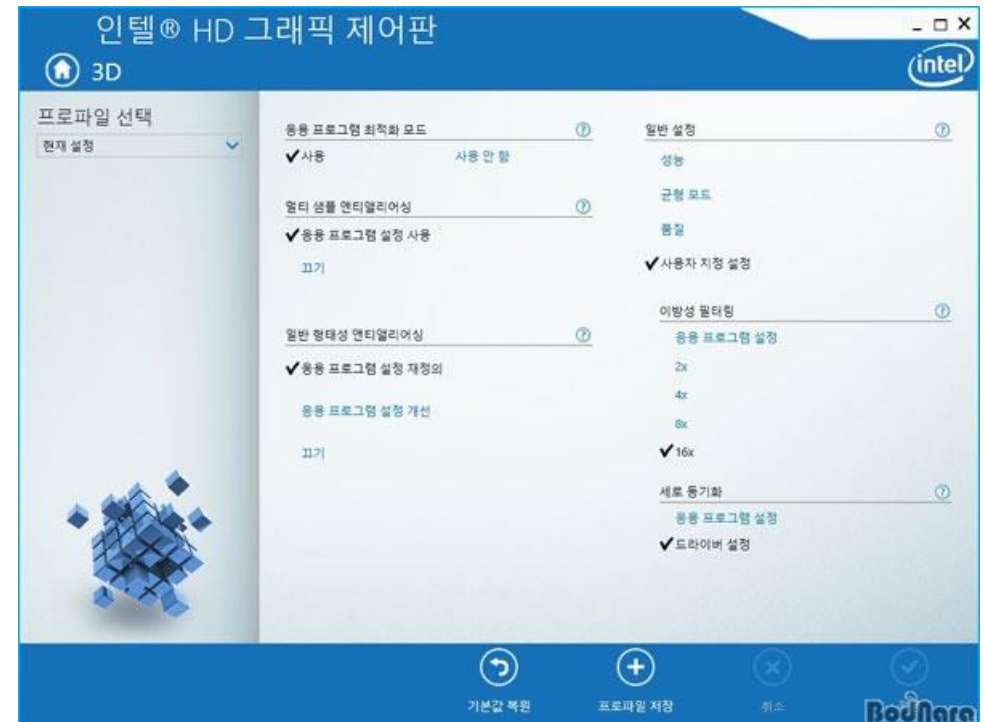 인텔® HD 그래픽 제어판
3D
intel
프로파일 선택
현재 설정
응용 프로그램 최적화 모드
사용
사용 안 함
멀티 샘플 앤티앨리어싱
응용 프로그램 설정 사용
끄기
일반 형태성 앤티앨리어싱
응용 프로그램 설정 재정의
응용 프로그램 설정 개선
끄기
일반 설정
성능
균형 모드
품질
사용자 지정 설정
이방성 필터링
응용 프로그램 설정
2x
4x
8x
16x
세로 동기화
응용 프로그램 설정
드라이버 설정
기본값 복원
프로파일 저장
취소
BodNara